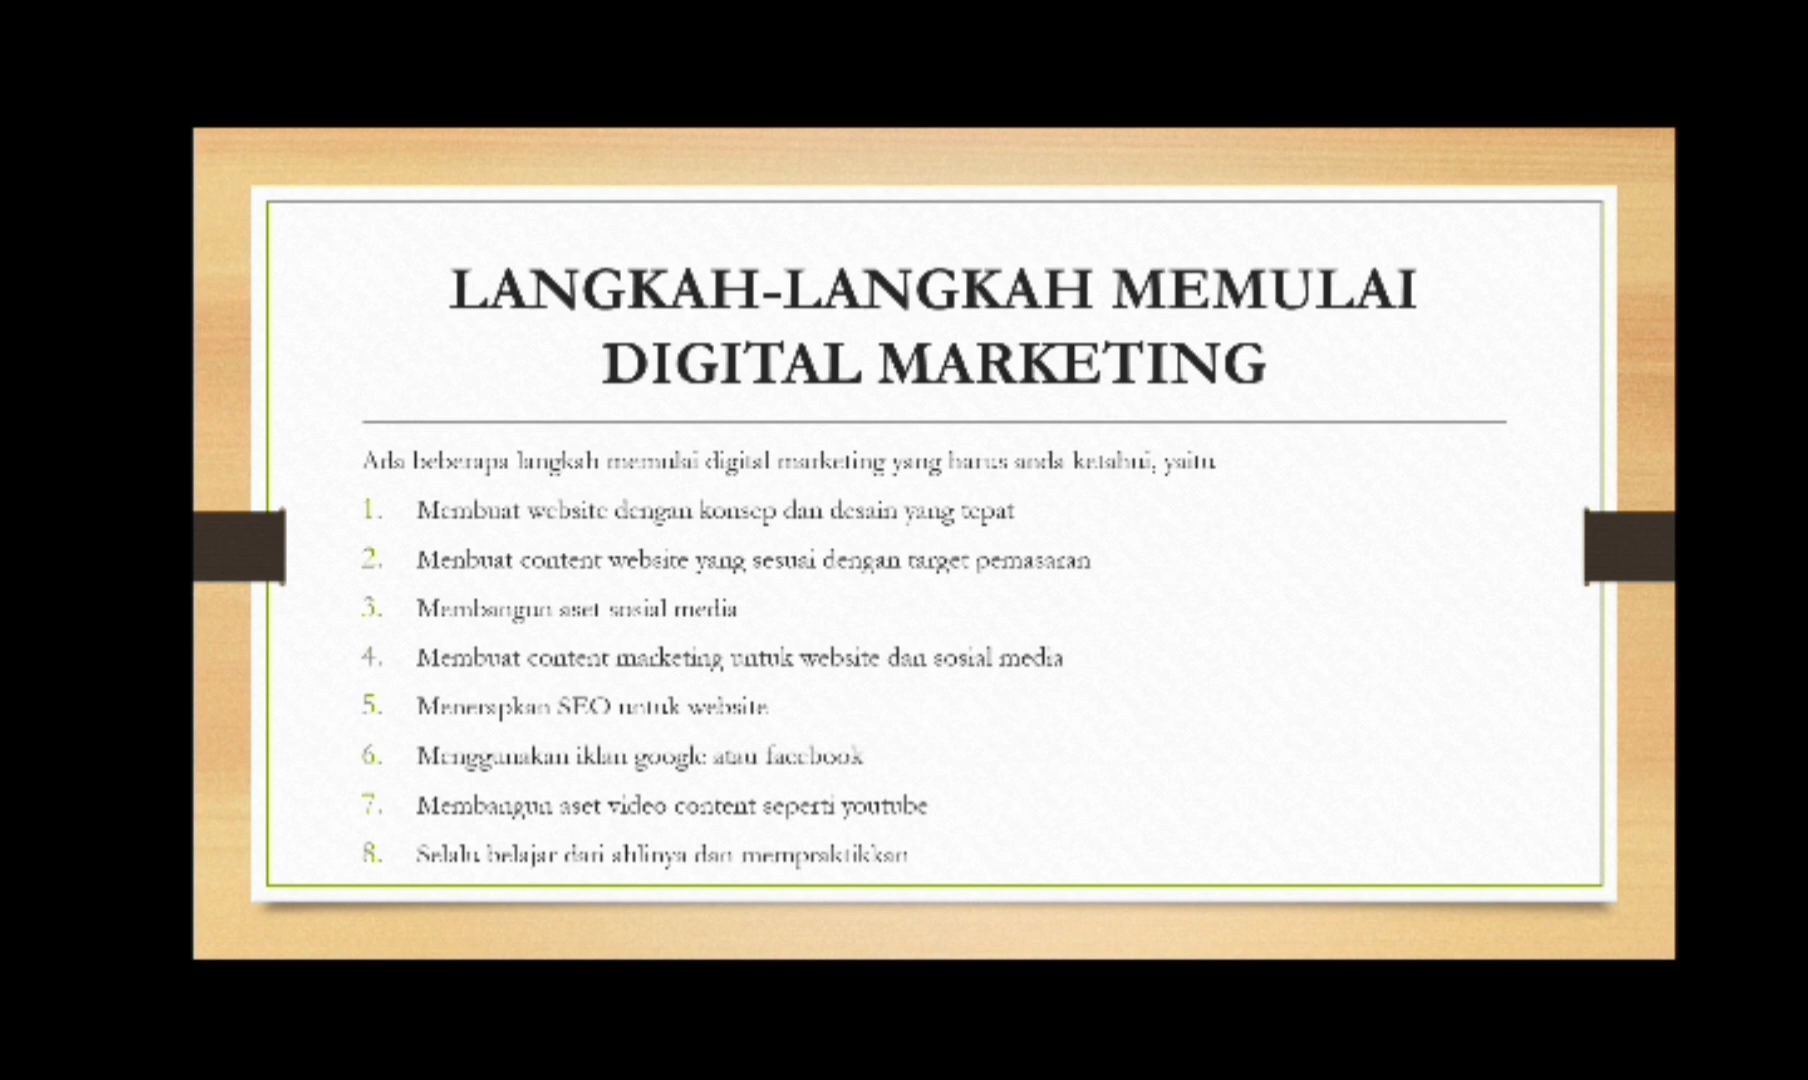 LANGKAH-LANGKAH MEMULAI
DIGITAL MARKETING
Ada beberapa langkah memulai digital marketing yang harus anda ketahui, yaitu
1. Membuat website dengan konsep dan desain yang tepat
2. Menbuat content website yang sesuai dengan target pemasaran
3. Membangun aset sosial media
4. Membuat content marketing untuk website dan sosial media
5. Menerapkan SEO untuk website
6. Menggunakan iklan google atau facebook
7. Membangun aset video content seperti youtube
8. Selalu belajar dari ahlinya dan mempraktikkan